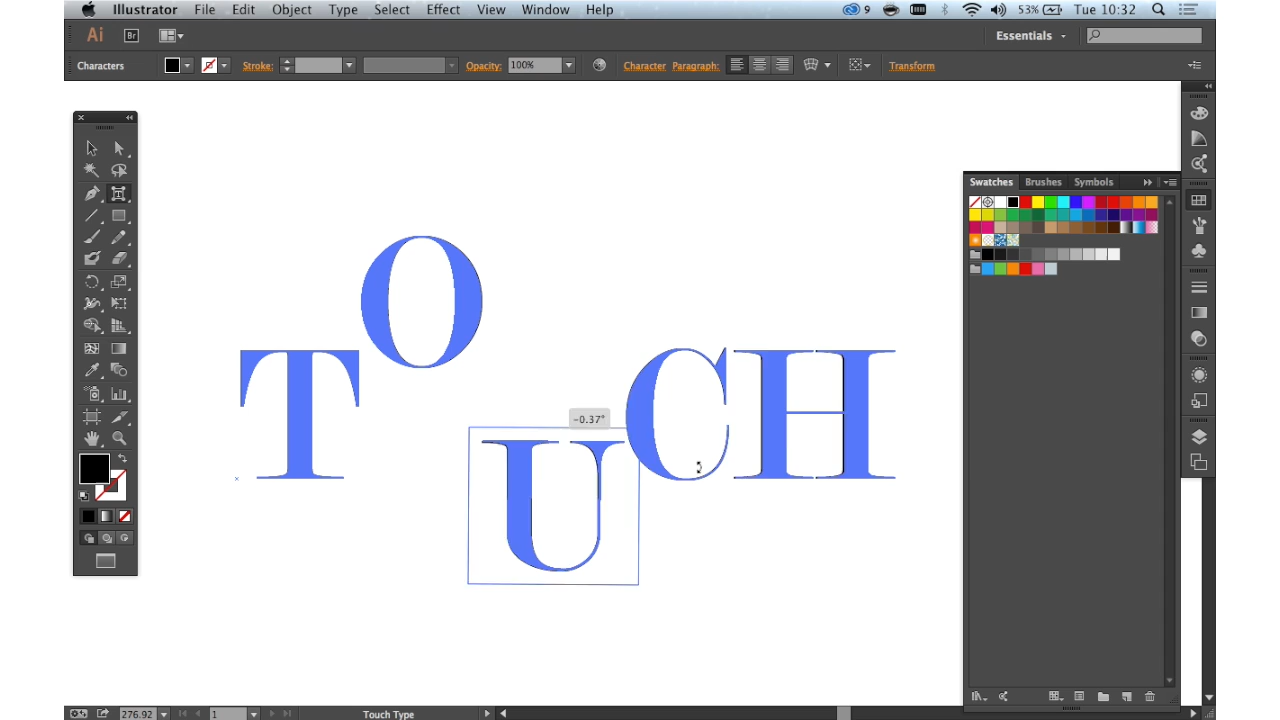 Illustrator File Edit Object Type Select Effect View Window Help 9 53% Tue 10:32
Ai Br Essentials
Characters Stroke: Opacity: 100% Character Paragraph: Transform
Swatches Brushes Symbols
T O U C H
-0.37°
276.92 1 Touch Type